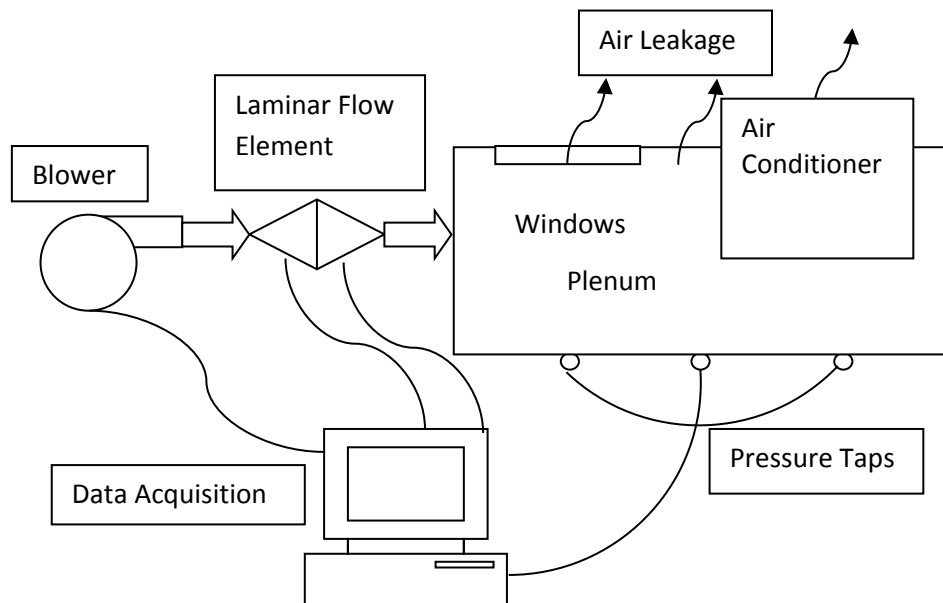 Air Leakage
Laminar Flow
Element
Air
Conditioner
Blower
Windows
Plenum
Data Acquisition
Pressure Taps